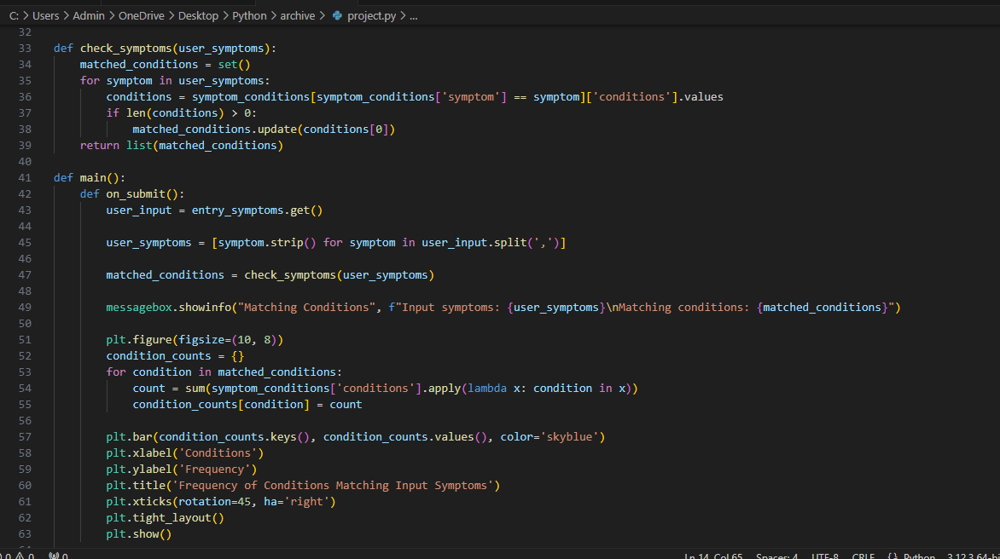 C: > Users > Admin > OneDrive > Desktop > Python > archive > project.py > ...
32
33 def check_symptoms(user_symptoms):
34     matched_conditions = set()
35     for symptom in user_symptoms:
36         conditions = symptom_conditions[symptom_conditions['symptom'] == symptom]['conditions'].values
37         if len(conditions) > 0:
38             matched_conditions.update(conditions[0])
39     return list(matched_conditions)
40
41 def main():
42     def on_submit():
43         user_input = entry_symptoms.get()
44
45         user_symptoms = [symptom.strip() for symptom in user_input.split(',')]
46
47         matched_conditions = check_symptoms(user_symptoms)
48
49         messagebox.showinfo("Matching Conditions", f"Input symptoms: {user_symptoms}\nMatching conditions: {matched_conditions}")
50
51         plt.figure(figsize=(10, 8))
52         condition_counts = {}
53         for condition in matched_conditions:
54             count = sum(symptom_conditions['conditions'].apply(lambda x: condition in x))
55             condition_counts[condition] = count
56
57         plt.bar(condition_counts.keys(), condition_counts.values(), color='skyblue')
58         plt.xlabel('Conditions')
59         plt.ylabel('Frequency')
60         plt.title('Frequency of Conditions Matching Input Symptoms')
61         plt.xticks(rotation=45, ha='right')
62         plt.tight_layout()
63         plt.show()
0 0 0 Ln 14, Col 65 Spaces: 4 UTF-8 CRLF {} Python 3.12.3 64-bi